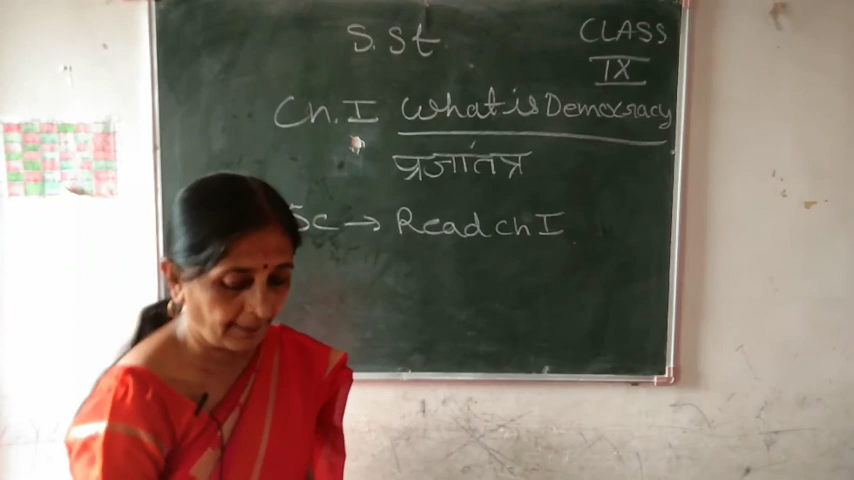 S.St
CLASS
IX
Ch.I What is Democracy
प्रजातंत्र
Sc → Read ch I